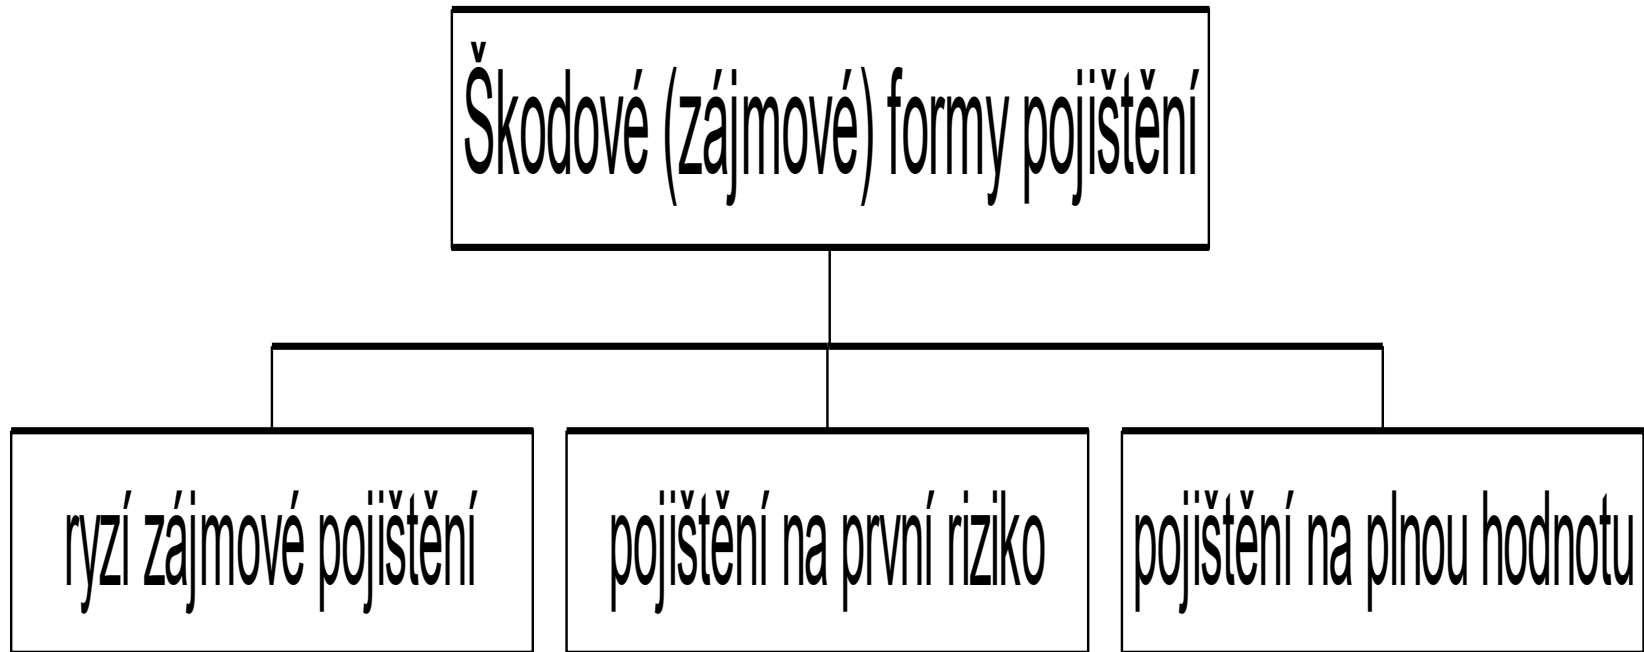 Škodové (zájmové) formy pojištění
ryzí zájmové pojištění
pojištění na první riziko
pojištění na plnou hodnotu